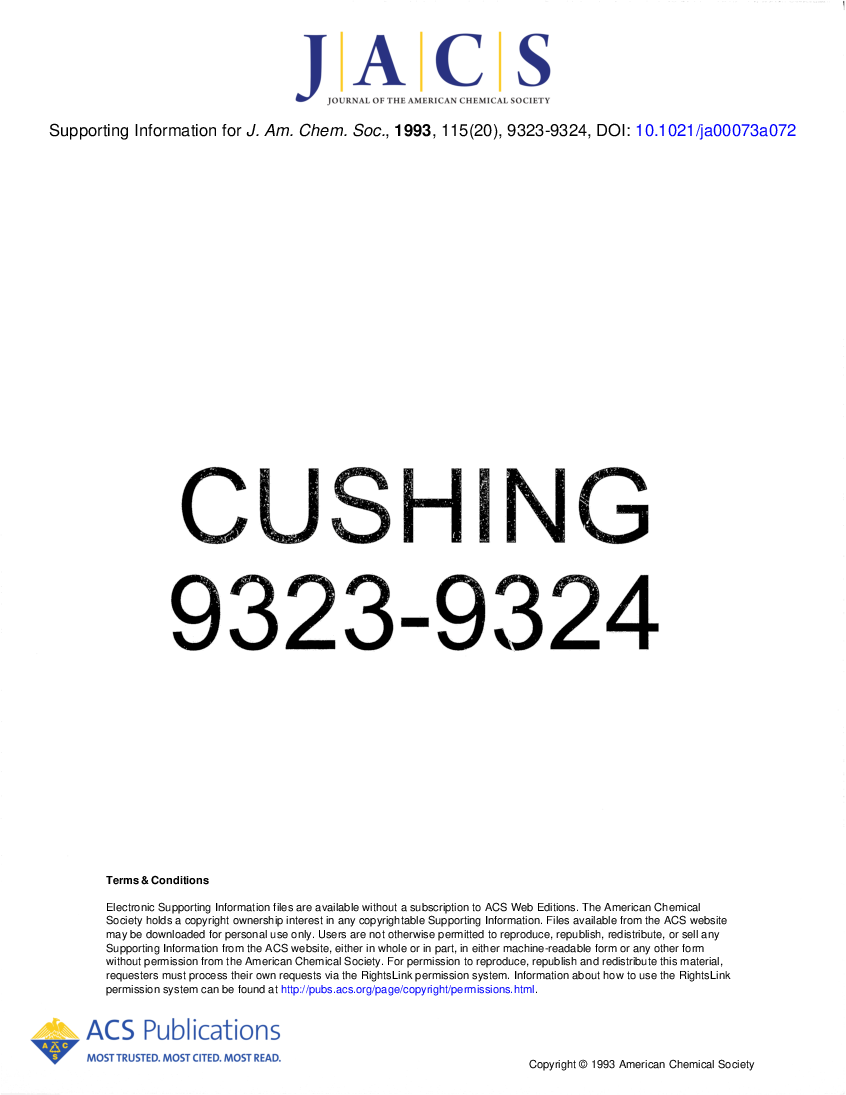 J|A|C|S
JOURNAL OF THE AMERICAN CHEMICAL SOCIETY
Supporting Information for J. Am. Chem. Soc., 1993, 115(20), 9323-9324, DOI: 10.1021/ja00073a072
CUSHING
9323-9324
Terms & Conditions
Electronic Supporting Information files are available without a subscription to ACS Web Editions. The American Chemical
Society holds a copyright ownership interest in any copyrightable Supporting Information. Files available from the ACS website
may be downloaded for personal use only. Users are not otherwise permitted to reproduce, republish, redistribute, or sell any
Supporting Information from the ACS website, either in whole or in part, in either machine-readable form or any other form
without permission from the American Chemical Society. For permission to reproduce, republish and redistribute this material,
requesters must process their own requests via the RightsLink permission system. Information about how to use the RightsLink
permission system can be found at http://pubs.acs.org/page/copyright/permissions.html.
A C S
ACS Publications
MOST TRUSTED. MOST CITED. MOST READ.
Copyright © 1993 American Chemical Society